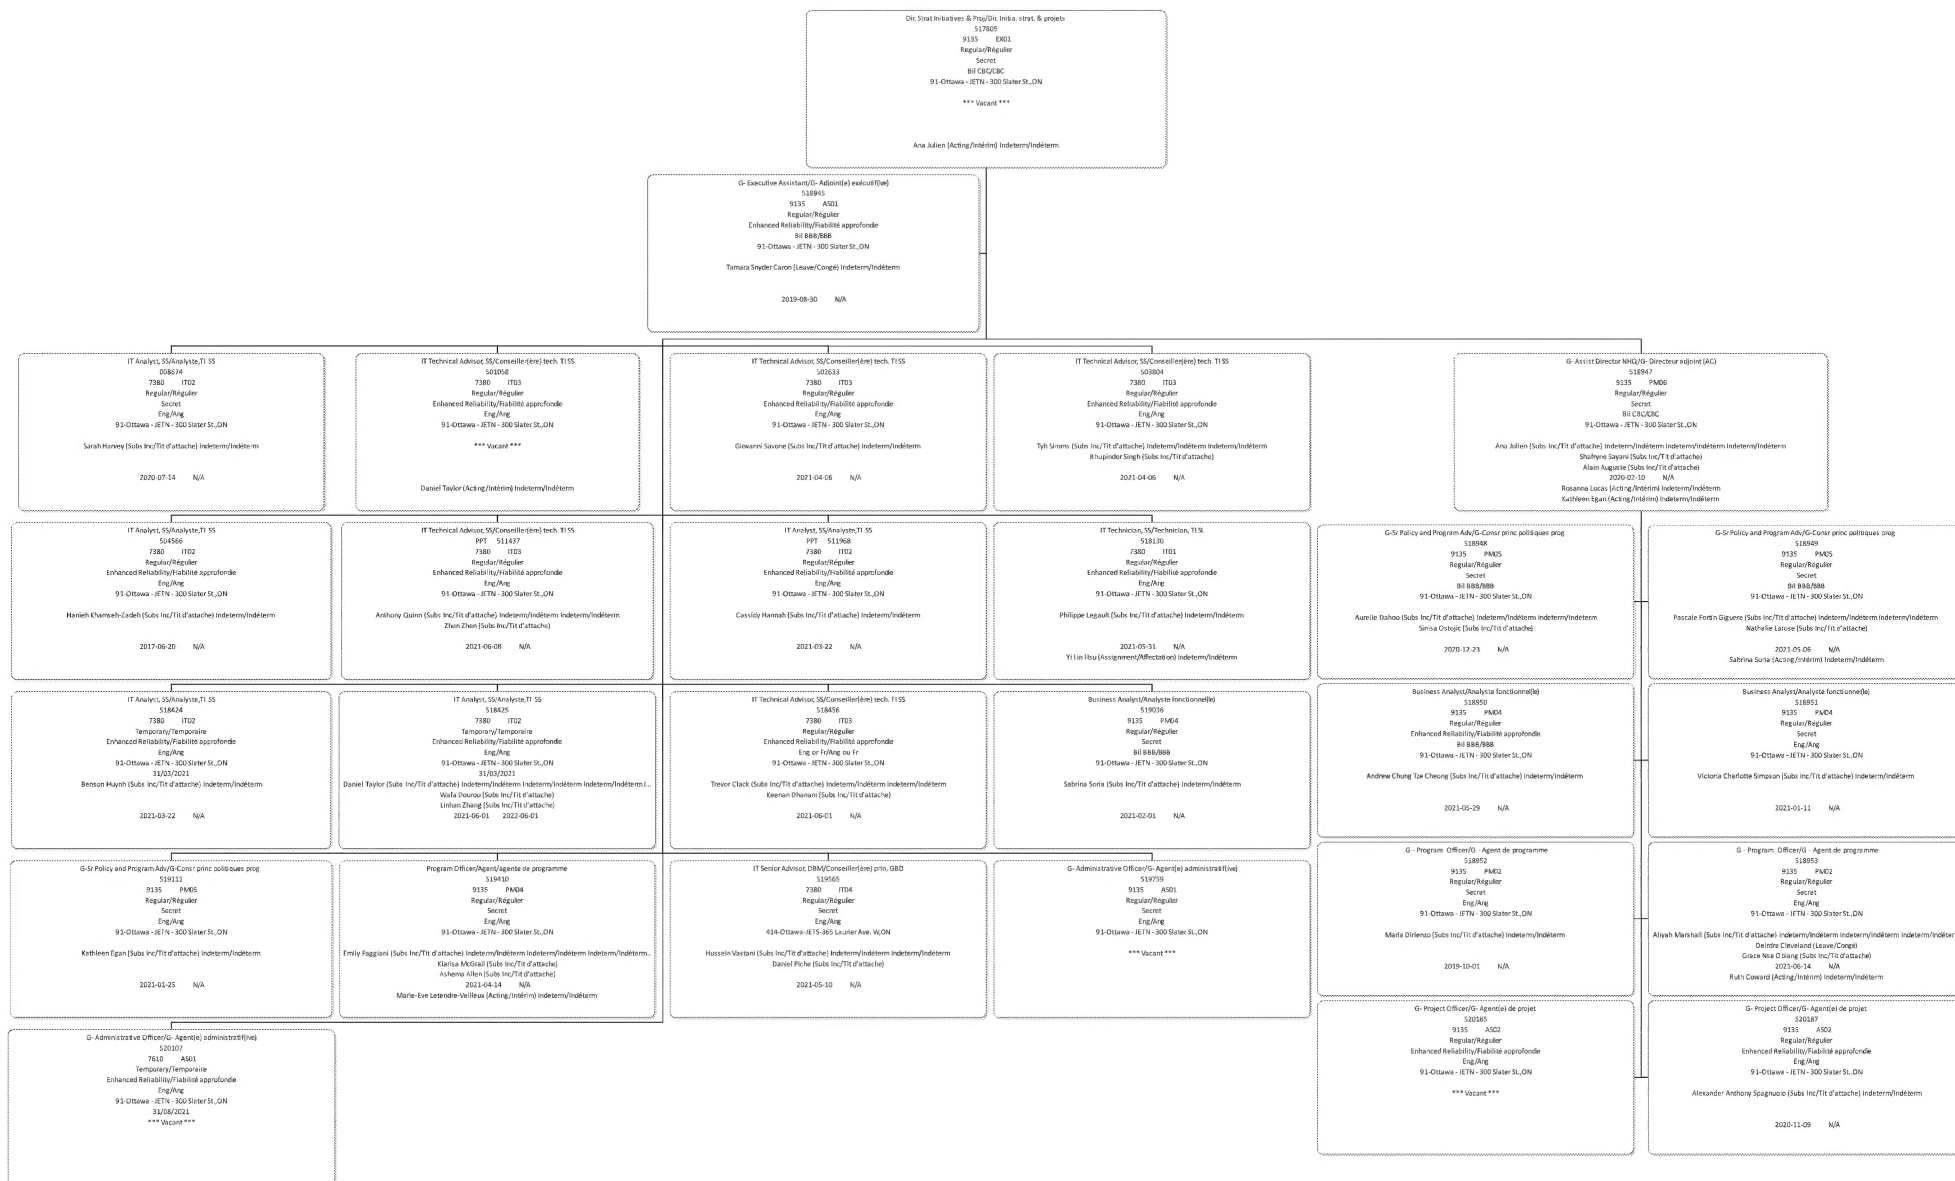 Dir. Strat Initiatives & Proj/Dir. Initia. strat. & projets
517805
9135 EX01
Regular/Régulier
Secret
Bil CBC/CBC
91-Ottawa - JETN - 300 Slater St.,ON
*** Vacant ***
Ana Julien (Acting/Intérim) Indeterm/Indéterm
G- Executive Assistant/G- Adjoint(e) exécutif(ive)
518945
9135 AS01
Regular/Régulier
Enhanced Reliability/Fiabilité approfondie
Bil BBB/BBB
91-Ottawa - JETN - 300 Slater St.,ON
Tamara Snyder Caron (Leave/Congé) Indeterm/Indéterm
2019-08-30 N/A
IT Analyst, SS/Analyste,TI SS
008674
7380 IT02
Regular/Régulier
Secret
Eng/Ang
91-Ottawa - JETN - 300 Slater St.,ON
Sarah Harvey (Subs Inc/Tit d'attache) Indeterm/Indéterm
2020-07-14 N/A
IT Technical Advisor, SS/Conseiller(ère) tech. TI SS
501058
7380 IT03
Regular/Régulier
Enhanced Reliability/Fiabilité approfondie
Eng/Ang
91-Ottawa - JETN - 300 Slater St.,ON
*** Vacant ***
Daniel Taylor (Acting/Intérim) Indeterm/Indéterm
IT Technical Advisor, SS/Conseiller(ère) tech. TI SS
502633
7380 IT03
Regular/Régulier
Enhanced Reliability/Fiabilité approfondie
Eng/Ang
91-Ottawa - JETN - 300 Slater St.,ON
Giovanni Savone (Subs Inc/Tit d'attache) Indeterm/Indéterm
2021-04-06 N/A
IT Technical Advisor, SS/Conseiller(ère) tech. TI SS
503804
7380 IT03
Regular/Régulier
Enhanced Reliability/Fiabilité approfondie
Eng/Ang
91-Ottawa - JETN - 300 Slater St.,ON
Tyh Simms (Subs Inc/Tit d'attache) Indeterm/Indéterm Indeterm/Indéterm
Bhupinder Singh (Subs Inc/Tit d'attache)
2021-04-06 N/A
G- Assist Director NHQ/G- Directeur adjoint (AC)
518947
9135 PM06
Regular/Régulier
Secret
Bil CBC/CBC
91-Ottawa - JETN - 300 Slater St.,ON
Ana Julien (Subs Inc/Tit d'attache) Indeterm/Indéterm Indeterm/Indéterm Indeterm/Indéterm Indeterm/Indéterm
Shafryne Sayani (Subs Inc/Tit d'attache)
Alain Auguste (Subs Inc/Tit d'attache)
2020-02-10 N/A
Rosanna Locas (Acting/Intérim) Indeterm/Indéterm
Kathleen Egan (Acting/Intérim) Indeterm/Indéterm
IT Analyst, SS/Analyste,TI SS
504566
7380 IT02
Regular/Régulier
Enhanced Reliability/Fiabilité approfondie
Eng/Ang
91-Ottawa - JETN - 300 Slater St.,ON
Hanieh Khamseh-Zadeh (Subs Inc/Tit d'attache) Indeterm/Indéterm
2017-06-20 N/A
IT Technical Advisor, SS/Conseiller(ère) tech. TI SS
PPT 511437
7380 IT03
Regular/Régulier
Enhanced Reliability/Fiabilité approfondie
Eng/Ang
91-Ottawa - JETN - 300 Slater St.,ON
Anthony Quinn (Subs Inc/Tit d'attache) Indeterm/Indéterm Indeterm/Indéterm
Zhen Zhen (Subs Inc/Tit d'attache)
2021-06-08 N/A
IT Analyst, SS/Analyste,TI SS
PPT 511968
7380 IT02
Regular/Régulier
Enhanced Reliability/Fiabilité approfondie
Eng/Ang
91-Ottawa - JETN - 300 Slater St.,ON
Cassidy Hannah (Subs Inc/Tit d'attache) Indeterm/Indéterm
2021-03-22 N/A
IT Technician, SS/Technician, TI SL
518130
7380 IT01
Regular/Régulier
Enhanced Reliability/Fiabilité approfondie
Eng/Ang
91-Ottawa - JETN - 300 Slater St.,ON
Philippe Legault (Subs Inc/Tit d'attache) Indeterm/Indéterm
2021-05-31 N/A
Yi Lin Hsu (Assignment/Affectation) Indeterm/Indéterm
G-Sr Policy and Program Adv/G-Consr princ politiques prog
518948
9135 PM05
Regular/Régulier
Secret
Bil BBB/BBB
91-Ottawa - JETN - 300 Slater St.,ON
Aurelie Dahoo (Subs Inc/Tit d'attache) Indeterm/Indéterm Indeterm/Indéterm
Sinisa Ostojic (Subs Inc/Tit d'attache)
2020-12-23 N/A
G-Sr Policy and Program Adv/G-Consr princ politiques prog
518949
9135 PM05
Regular/Régulier
Secret
Bil BBB/BBB
91-Ottawa - JETN - 300 Slater St.,ON
Pascale Fortin Giguere (Subs Inc/Tit d'attache) Indeterm/Indéterm Indeterm/Indéterm Indeterm/Indéterm
Nathalie Larose (Subs Inc/Tit d'attache)
2021-05-06 N/A
Sabrina Soria (Acting/Intérim) Indeterm/Indéterm
IT Analyst, SS/Analyste,TI SS
518424
7380 IT02
Temporary/Temporaire
Enhanced Reliability/Fiabilité approfondie
Eng/Ang
91-Ottawa - JETN - 300 Slater St.,ON
31/03/2021
Benson Huynh (Subs Inc/Tit d'attache) Indeterm/Indéterm
2021-03-22 N/A
IT Analyst, SS/Analyste,TI SS
518425
7380 IT02
Temporary/Temporaire
Enhanced Reliability/Fiabilité approfondie
Eng/Ang
91-Ottawa - JETN - 300 Slater St.,ON
31/03/2021
Daniel Taylor (Subs Inc/Tit d'attache) Indeterm/Indéterm Indeterm/Indéterm Indeterm/Indéterm Indeterm/Indéterm I...
Wafa Dourou (Subs Inc/Tit d'attache)
Linhan Zhang (Subs Inc/Tit d'attache)
2021-06-01 2022-06-01
IT Technical Advisor, SS/Conseiller(ère) tech. TI SS
518456
7380 IT03
Regular/Régulier
Enhanced Reliability/Fiabilité approfondie
Eng or Fr/Ang ou Fr
91-Ottawa - JETN - 300 Slater St.,ON
Trevor Clack (Subs Inc/Tit d'attache) Indeterm/Indéterm Indeterm/Indéterm
Keenan Dhanani (Subs Inc/Tit d'attache)
2021-06-01 N/A
Business Analyst/Analyste fonctionnel(le)
519036
9135 PM04
Regular/Régulier
Secret
Bil BBB/BBB
91-Ottawa - JETN - 300 Slater St.,ON
Sabrina Soria (Subs Inc/Tit d'attache) Indeterm/Indéterm
2021-02-01 N/A
Business Analyst/Analyste fonctionnel(le)
518950
9135 PM04
Regular/Régulier
Enhanced Reliability/Fiabilité approfondie
Bil BBB/BBB
91-Ottawa - JETN - 300 Slater St.,ON
Andrew Chung Tze Cheong (Subs Inc/Tit d'attache) Indeterm/Indéterm
2021-05-29 N/A
Business Analyst/Analyste fonctionnel(le)
518951
9135 PM04
Regular/Régulier
Secret
Eng/Ang
91-Ottawa - JETN - 300 Slater St.,ON
Victoria Charlotte Simpson (Subs Inc/Tit d'attache) Indeterm/Indéterm
2021-01-11 N/A
G-Sr Policy and Program Adv/G-Consr princ politiques prog
519111
9135 PM05
Regular/Régulier
Secret
Eng/Ang
91-Ottawa - JETN - 300 Slater St.,ON
Kathleen Egan (Subs Inc/Tit d'attache) Indeterm/Indéterm
2021-01-25 N/A
Program Officer/Agent/agente de programme
519410
9135 PM04
Regular/Régulier
Secret
Eng/Ang
91-Ottawa - JETN - 300 Slater St.,ON
Emily Faggiani (Subs Inc/Tit d'attache) Indeterm/Indéterm Indeterm/Indéterm Indeterm/Indéterm Indeterm/Indéterm...
Klarisa McGrail (Subs Inc/Tit d'attache)
Ashema Allen (Subs Inc/Tit d'attache)
2021-04-14 N/A
Marie-Eve Letendre-Veilleux (Acting/Intérim) Indeterm/Indéterm
IT Senior Advisor, DBM/Conseiller(ère) prin, GBD
519565
7380 IT04
Regular/Régulier
Secret
Eng/Ang
414-Ottawa-JETS-365 Laurier Ave. W,ON
Hussein Vastani (Subs Inc/Tit d'attache) Indeterm/Indéterm Indeterm/Indéterm
Daniel Piche (Subs Inc/Tit d'attache)
2021-05-10 N/A
G- Administrative Officer/G- Agent(e) administratif(ive)
519759
9135 AS01
Regular/Régulier
Secret
Eng/Ang
91-Ottawa - JETN - 300 Slater St.,ON
*** Vacant ***
G - Program Officer/G - Agent de programme
518952
9135 PM02
Regular/Régulier
Secret
Eng/Ang
91-Ottawa - JETN - 300 Slater St.,ON
Maria Dirienzo (Subs Inc/Tit d'attache) Indeterm/Indéterm
2019-10-01 N/A
G - Program Officer/G - Agent de programme
518953
9135 PM02
Regular/Régulier
Secret
Eng/Ang
91-Ottawa - JETN - 300 Slater St.,ON
Aliyah Marshall (Subs Inc/Tit d'attache) Indeterm/Indéterm Indeterm/Indéterm Indeterm/Indéterm Indeterm/Indéterm
Deirdre Cleveland (Leave/Congé)
Grace Nse Obiang (Subs Inc/Tit d'attache)
2021-06-14 N/A
Ruth Coward (Acting/Intérim) Indeterm/Indéterm
G- Administrative Officer/G- Agent(e) administratif(ive)
520107
7610 AS01
Temporary/Temporaire
Enhanced Reliability/Fiabilité approfondie
Eng/Ang
91-Ottawa - JETN - 300 Slater St.,ON
31/08/2021
*** Vacant ***
G- Project Officer/G- Agent(e) de projet
520185
9135 AS02
Regular/Régulier
Enhanced Reliability/Fiabilité approfondie
Eng/Ang
91-Ottawa - JETN - 300 Slater St.,ON
*** Vacant ***
G- Project Officer/G- Agent(e) de projet
520187
9135 AS02
Regular/Régulier
Enhanced Reliability/Fiabilité approfondie
Eng/Ang
91-Ottawa - JETN - 300 Slater St.,ON
Alexander Anthony Spagnuolo (Subs Inc/Tit d'attache) Indeterm/Indéterm
2020-11-09 N/A